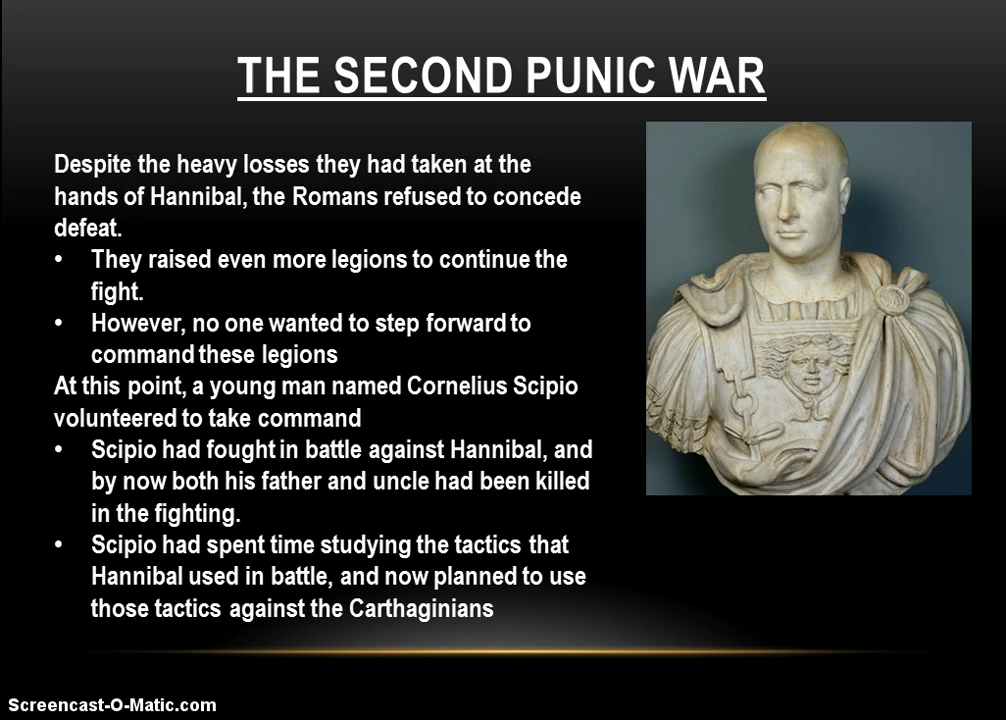 THE SECOND PUNIC WAR
Despite the heavy losses they had taken at the
hands of Hannibal, the Romans refused to concede
defeat.
• They raised even more legions to continue the
fight.
• However, no one wanted to step forward to
command these legions
At this point, a young man named Cornelius Scipio
volunteered to take command
• Scipio had fought in battle against Hannibal, and
by now both his father and uncle had been killed
in the fighting.
• Scipio had spent time studying the tactics that
Hannibal used in battle, and now planned to use
those tactics against the Carthaginians
Screencast-O-Matic.com